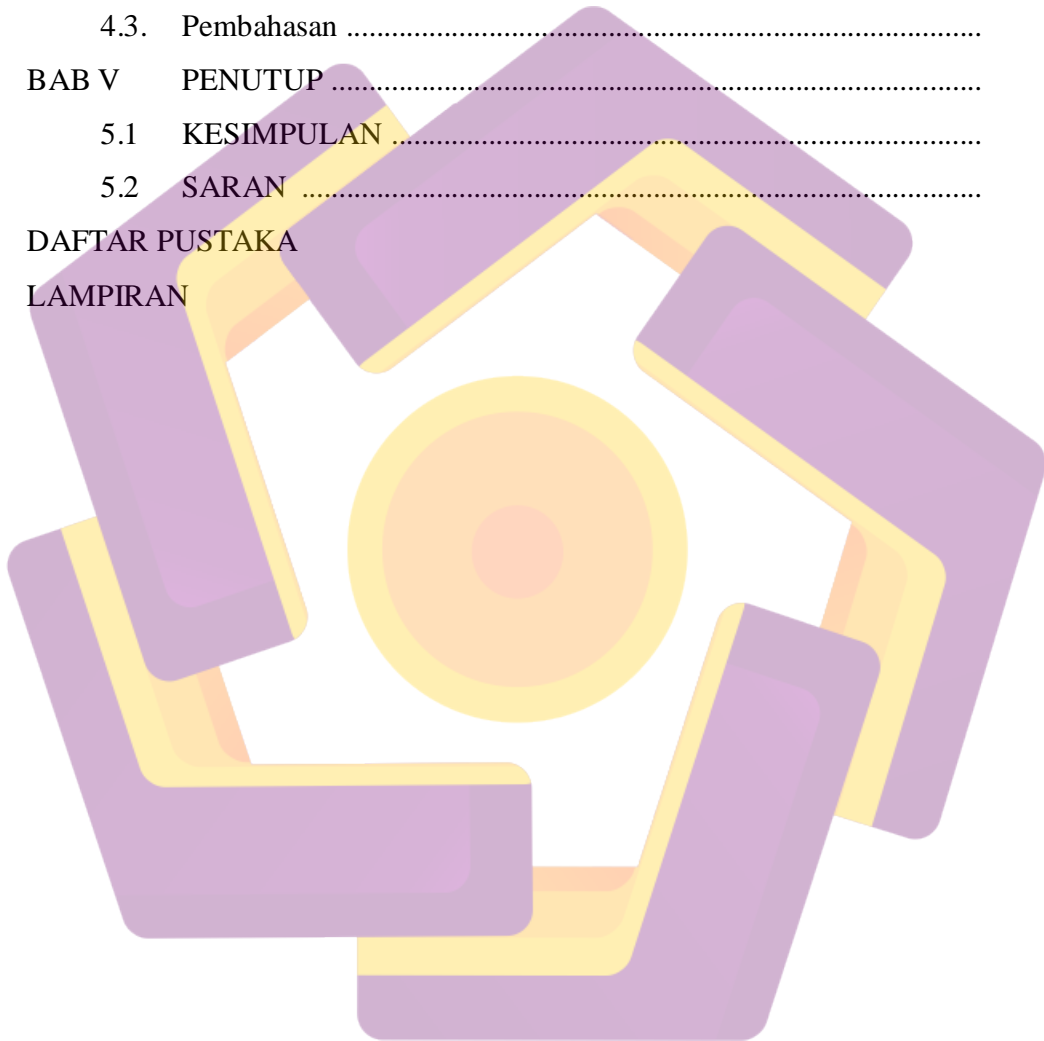 4.3. Pembahasan ....................................................................................
BAB V PENUTUP ......................................................................................
5.1 KESIMPULAN ..............................................................................
5.2 SARAN ..........................................................................................
DAFTAR PUSTAKA
LAMPIRAN